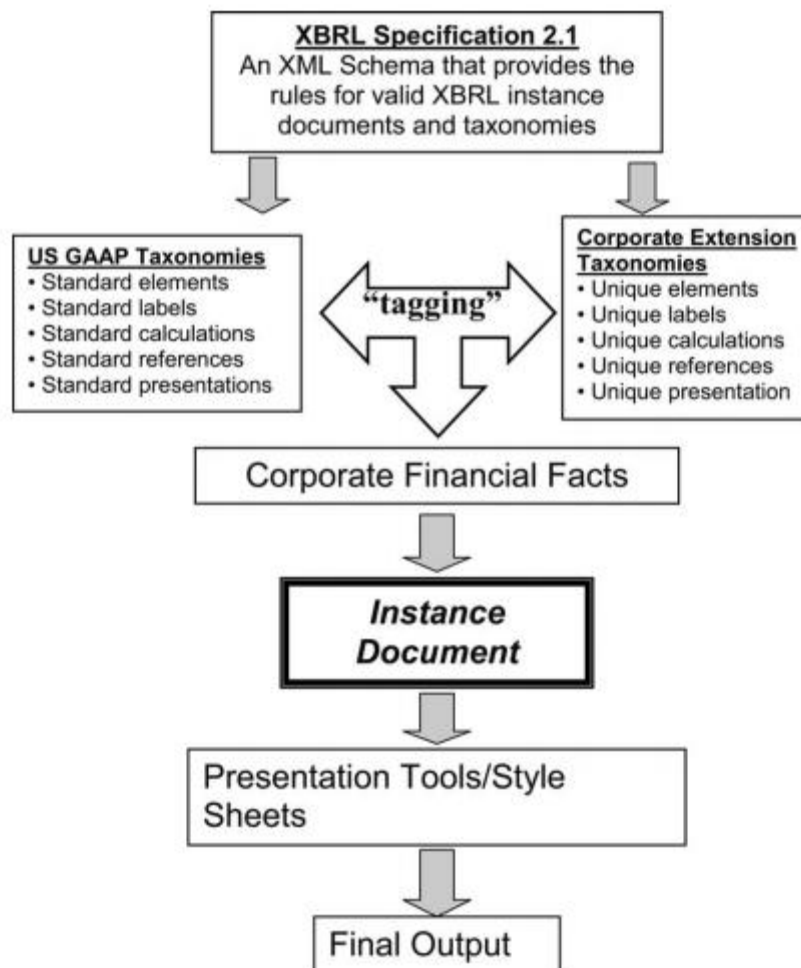 XBRL Specification 2.1
An XML Schema that provides the
rules for valid XBRL instance
documents and taxonomies
US GAAP Taxonomies
• Standard elements
• Standard labels
• Standard calculations
• Standard references
• Standard presentations
“tagging”
Corporate Extension
Taxonomies
• Unique elements
• Unique labels
• Unique calculations
• Unique references
• Unique presentation
Corporate Financial Facts
Instance
Document
Presentation Tools/Style
Sheets
Final Output